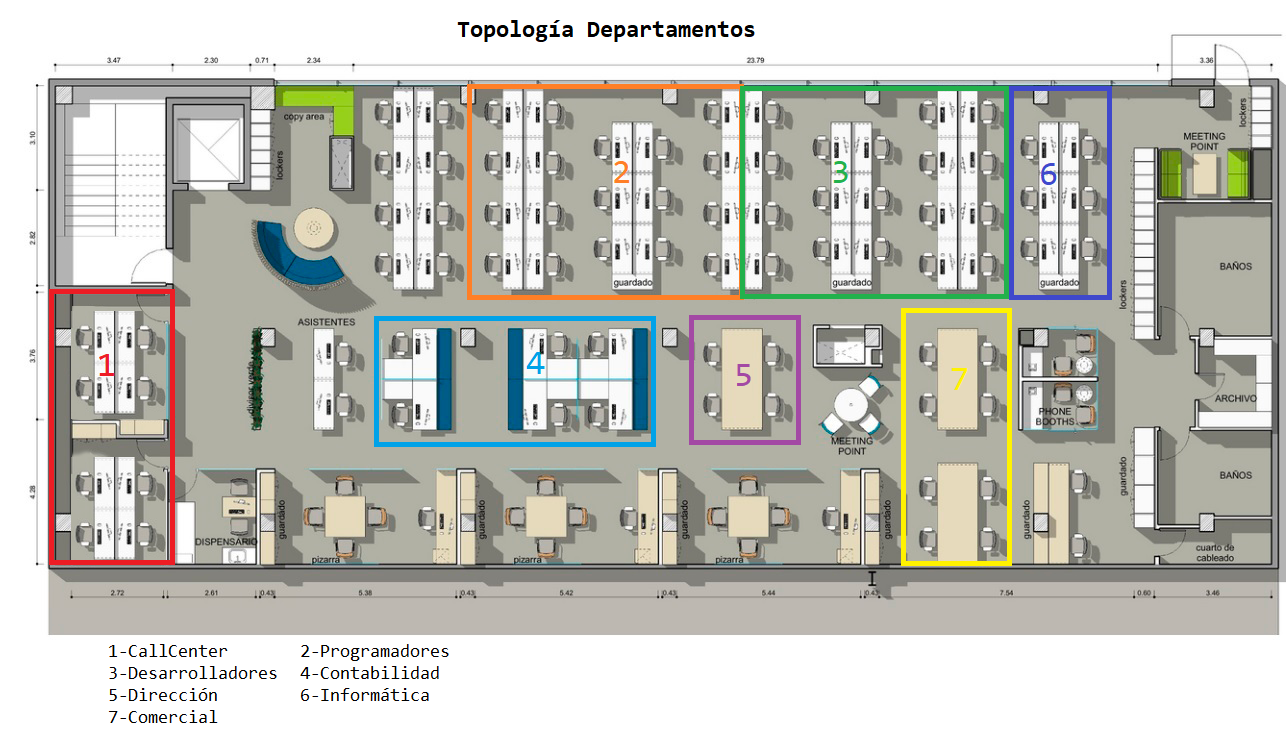 Topología Departamentos
3.47 2.30 0.71 2.34 23.79 3.36
copy area
lockers
lockers
MEETING
POINT
3.10
1 2 3 4 5 6 7
2.82
guardado guardado guardado
BAÑOS
lockers
ASISTENTES
3.76
divisor verde
ARCHIVO
PHONE
BOOTHS
MEETING
POINT
4.28
guardado guardado guardado guardado guardado
BAÑOS
DISPENSARIO
pizarra pizarra pizarra
cuarto de
cableado
2.72 2.61 0.43 5.38 0.43 5.42 0.43 5.44 0.43 7.54 0.60 3.46
1-CallCenter 2-Programadores
3-Desarrolladores 4-Contabilidad
5-Dirección 6-Informática
7-Comercial